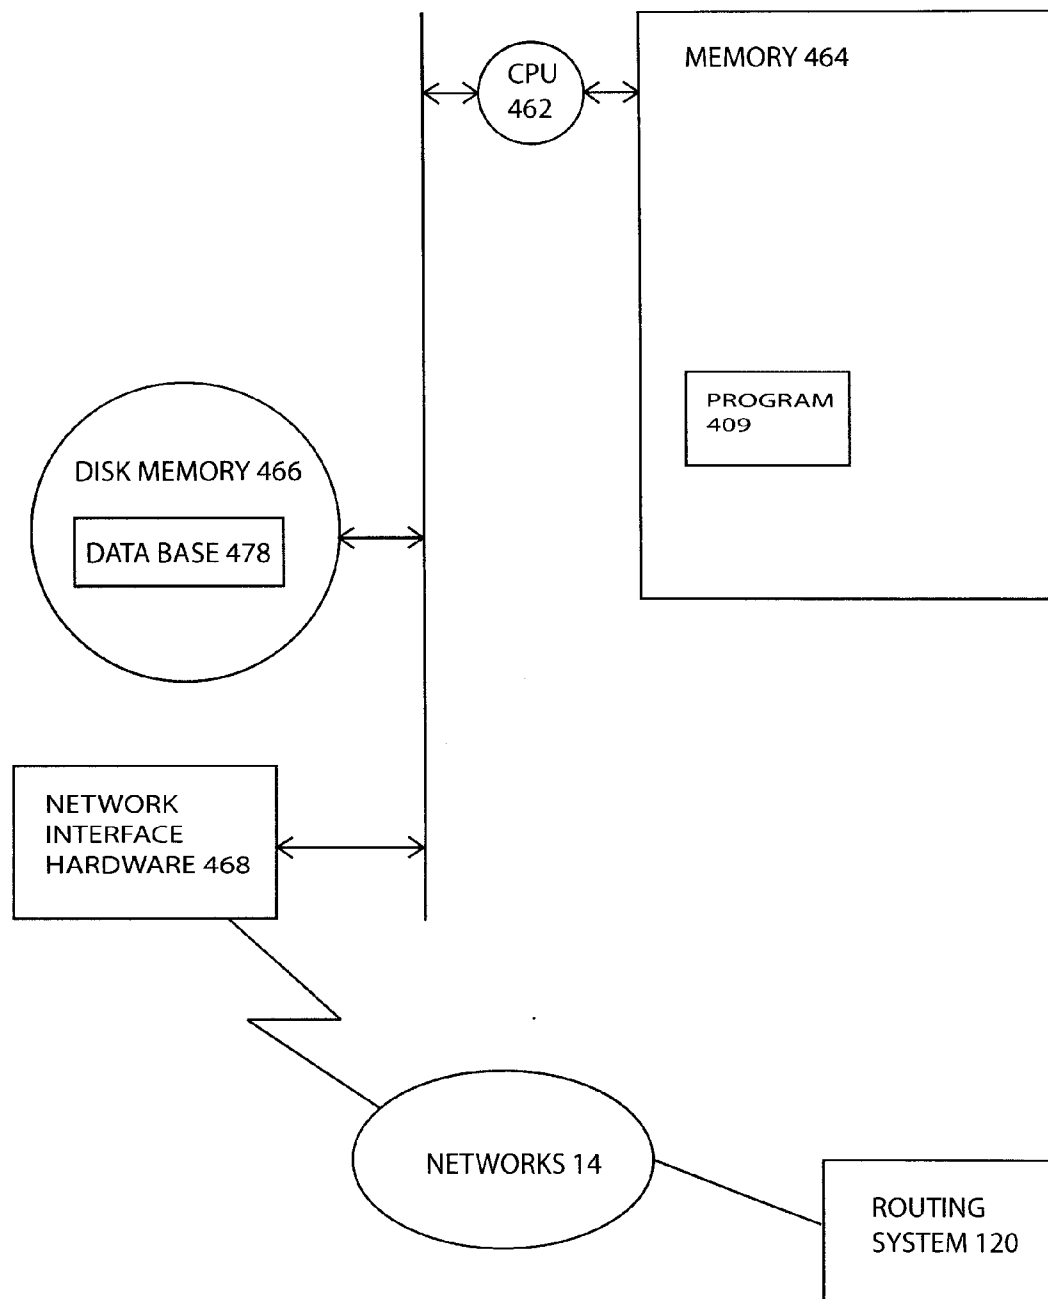 CPU
462
MEMORY 464
PROGRAM
409
DISK MEMORY 466
DATA BASE 478
NETWORK
INTERFACE
HARDWARE 468
NETWORKS 14
ROUTING
SYSTEM 120